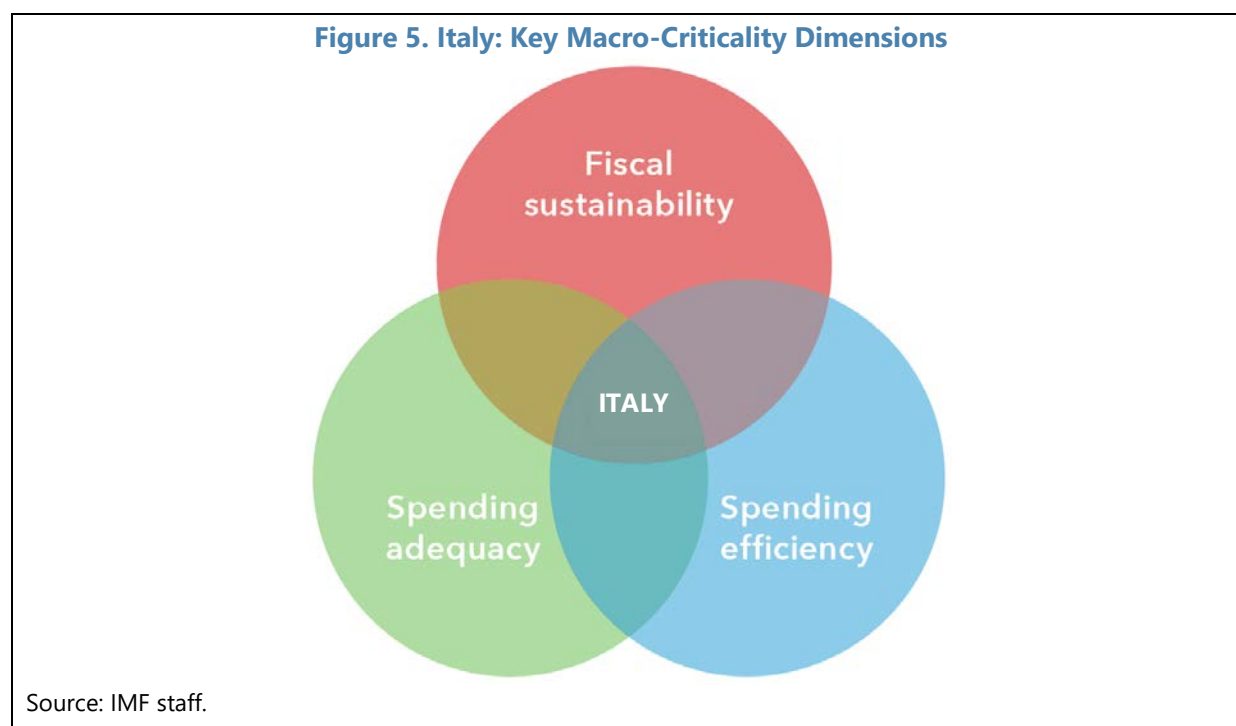 Figure 5. Italy: Key Macro-Criticality Dimensions
Fiscal
sustainability
ITALY
Spending
adequacy
Spending
efficiency
Source: IMF staff.